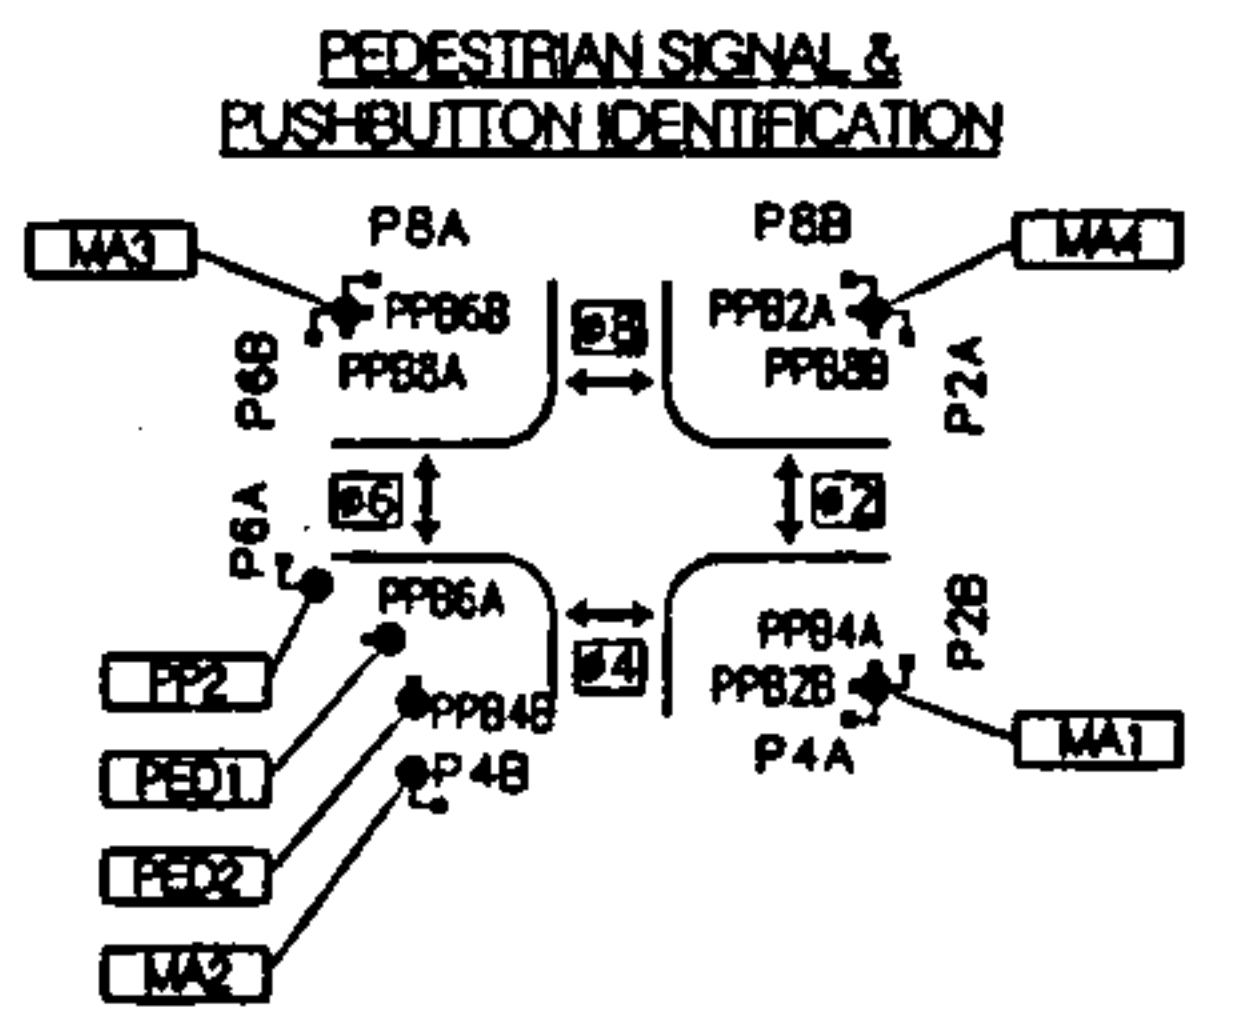 PEDESTRIAN SIGNAL &
PUSHBUTTON IDENTIFICATION
P8A
P8B
MA3
MA4
PPB6B
ø8
PPB2A
PPB8A
PPB8B
P6B
P2A
P6A
ø6
ø2
PPB6A
P2B
PPB4A
PP2
ø4
PPB2B
PPB4B
MA1
P4A
PED1
P4B
PED2
MA2